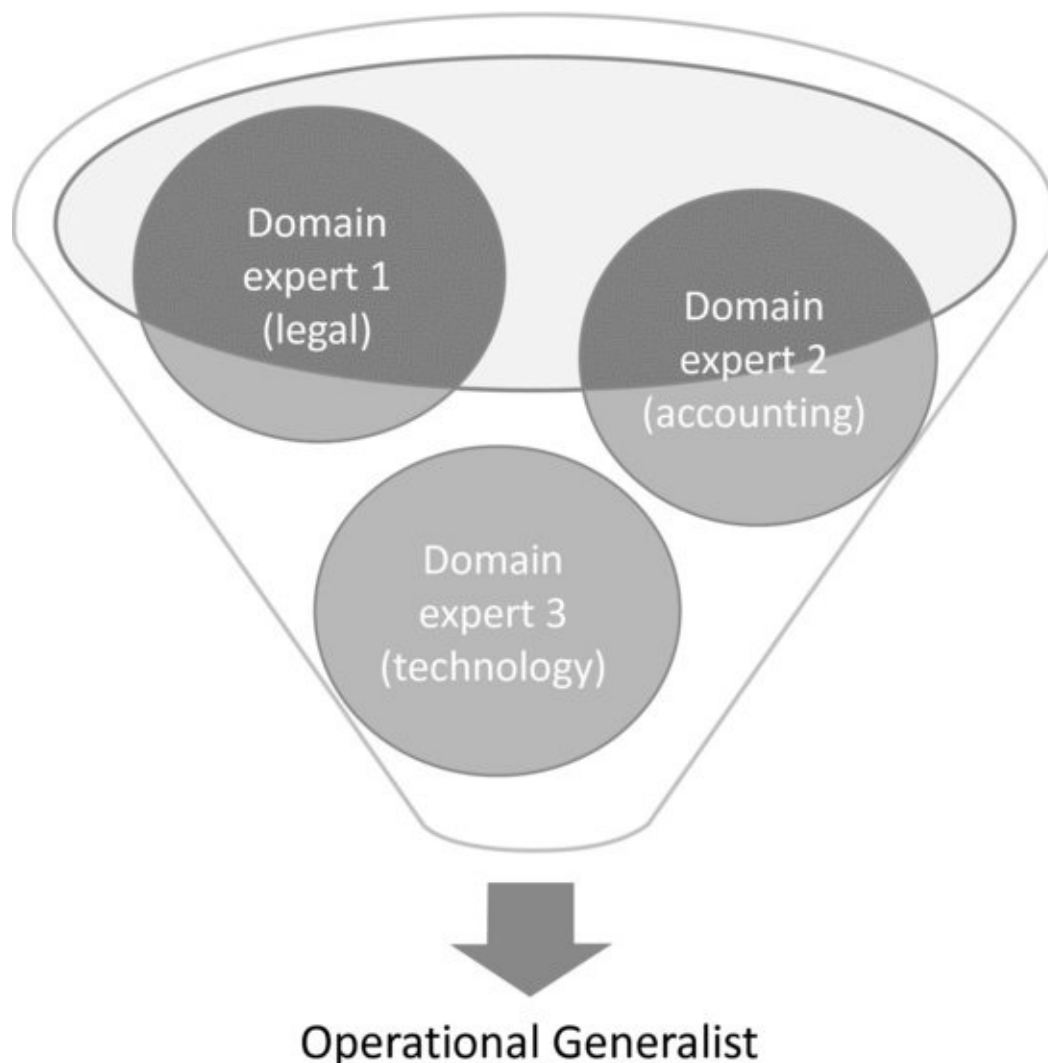 Domain
expert 1
(legal)
Domain
expert 2
(accounting)
Domain
expert 3
(technology)
Operational Generalist